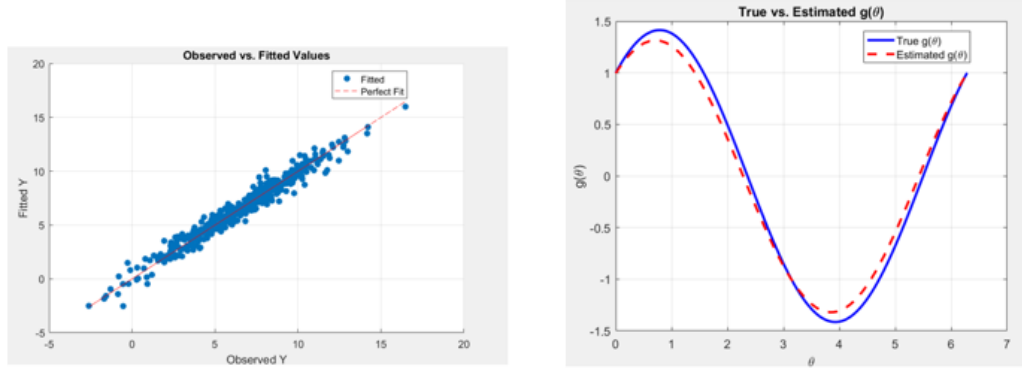 Observed vs. Fitted Values
20
15
10
5
0
-5
Fitted Y
Fitted
Perfect Fit
-5 0 5 10 15 20
Observed Y
True vs. Estimated g(θ)
1.5
1
0.5
0
-0.5
-1
-1.5
g(θ)
True g(θ)
Estimated g(θ)
0 1 2 3 4 5 6 7
θ